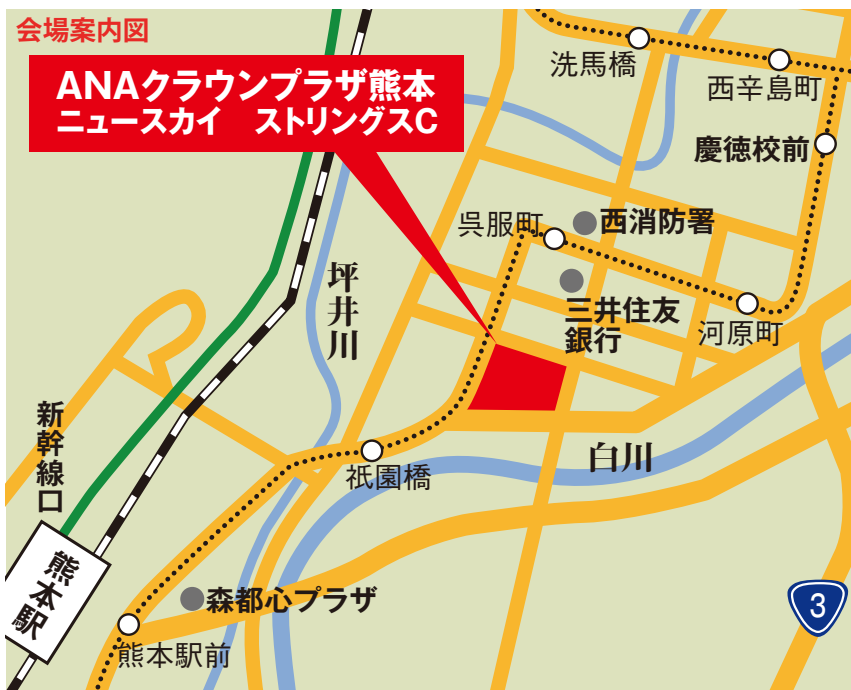 会場案内図
ANAクラウンプラザ熊本
ニュースカイ　ストリングスC
洗馬橋
西辛島町
慶徳校前
呉服町
西消防署
坪井川
三井住友
銀行
河原町
新幹線口
祇園橋
白川
熊本駅
森都心プラザ
熊本駅前
3